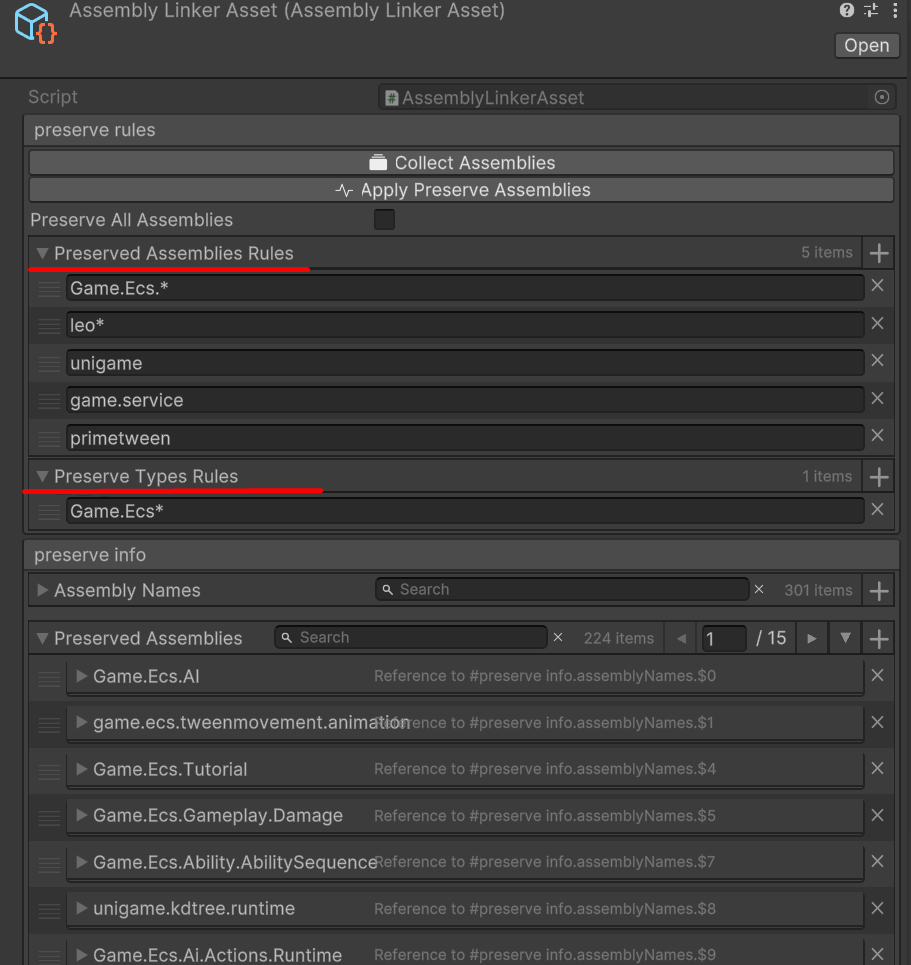 Assembly Linker Asset (Assembly Linker Asset)
Open
Script
AssemblyLinkerAsset
preserve rules
Collect Assemblies
Apply Preserve Assemblies
Preserve All Assemblies
Preserved Assemblies Rules 5 items
Game.Ecs.*
leo*
unigame
game.service
primetween
Preserve Types Rules 1 items
Game.Ecs*
preserve info
Assembly Names Search 301 items
Preserved Assemblies Search 224 items 1 / 15
Game.Ecs.AI Reference to #preserve info.assemblyNames.$0
game.ecs.tweenmovement.animation Reference to #preserve info.assemblyNames.$1
Game.Ecs.Tutorial Reference to #preserve info.assemblyNames.$4
Game.Ecs.Gameplay.Damage Reference to #preserve info.assemblyNames.$5
Game.Ecs.Ability.AbilitySequence Reference to #preserve info.assemblyNames.$7
unigame.kdtree.runtime Reference to #preserve info.assemblyNames.$8
Game.Ecs.Ai.Actions.Runtime Reference to #preserve info.assemblyNames.$9